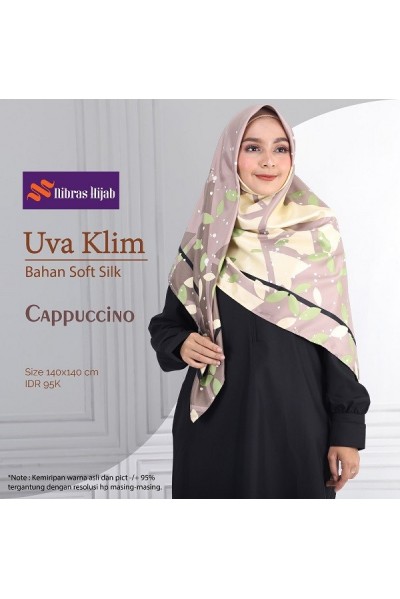 Nibras Hijab
Uva Klim
Bahan Soft Silk
Cappuccino
Size 140x140 cm
IDR 95K
*Note : Kemiripan warna asli dan pict -/+ 95%
tergantung dengan resolusi hp masing-masing.